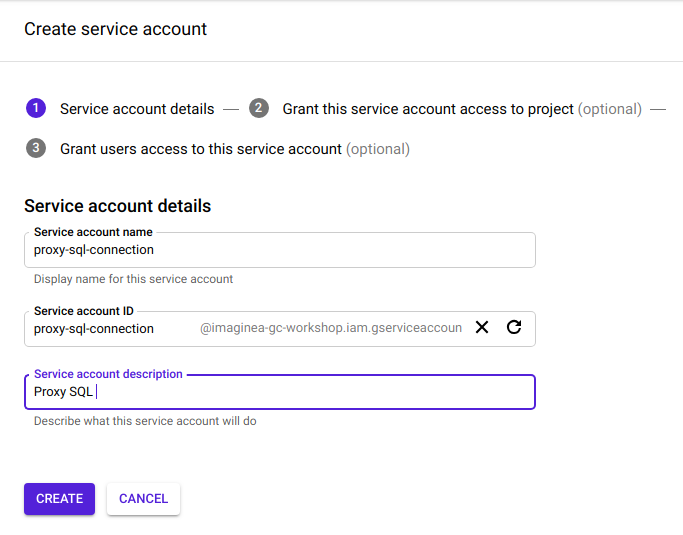 Create service account
1 Service account details — 2 Grant this service account access to project (optional) —
3 Grant users access to this service account (optional)
Service account details
Service account name
proxy-sql-connection
Display name for this service account
Service account ID
proxy-sql-connection @imaginea-gc-workshop.iam.gserviceaccoun
Service account description
Proxy SQL
Describe what this service account will do
CREATE CANCEL